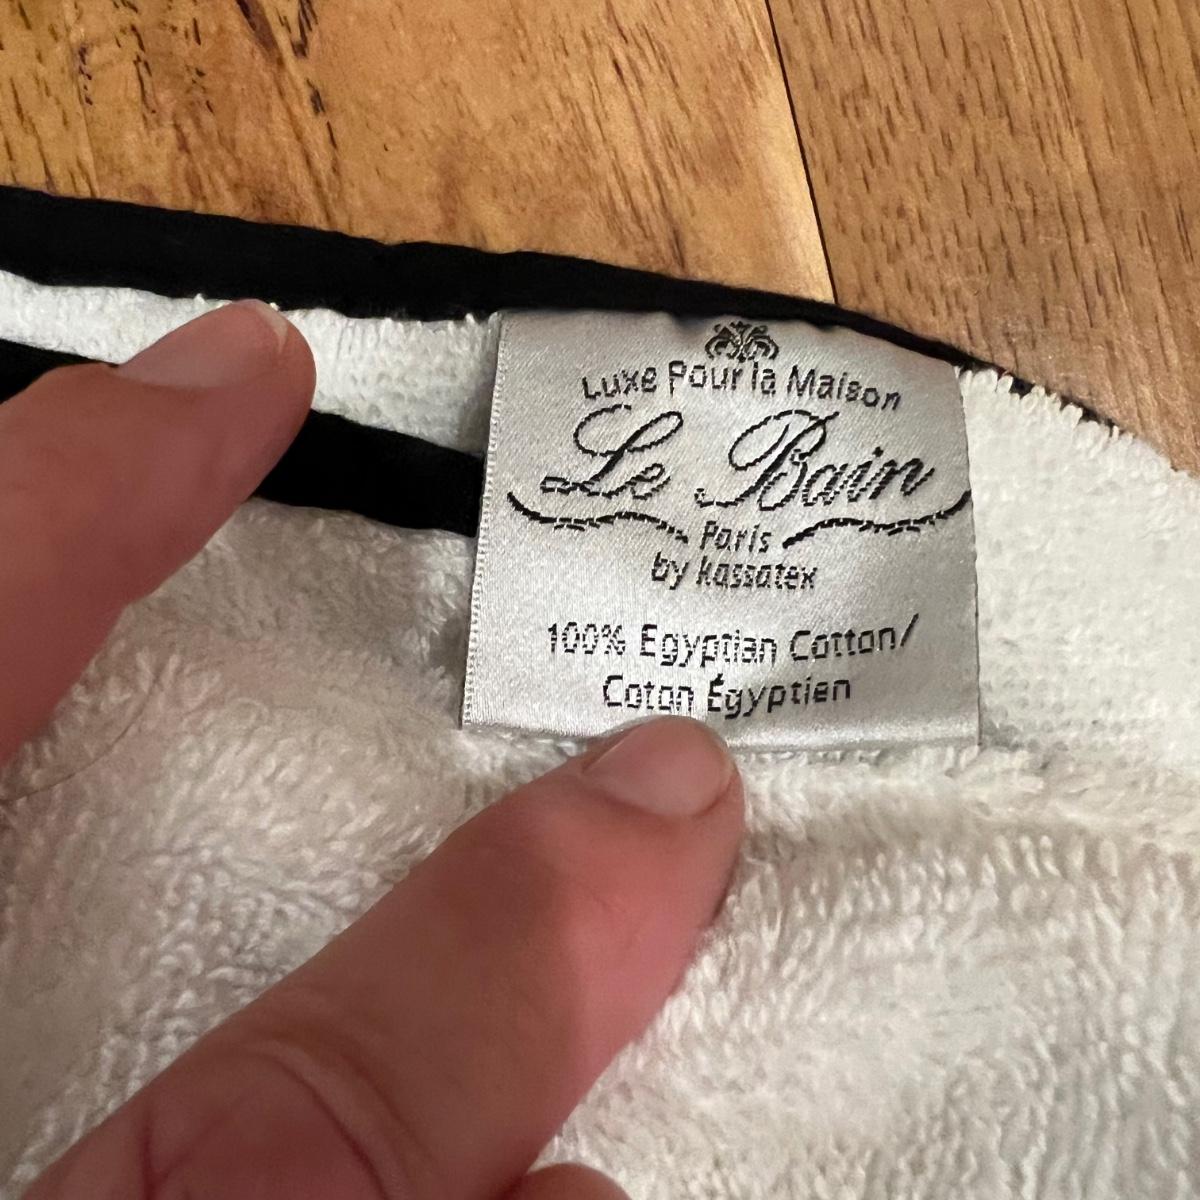 Luxe Pour la Maison
Le Bain
Paris
by kassatex
100% Egyptian Cotton/
Coton Égyptien